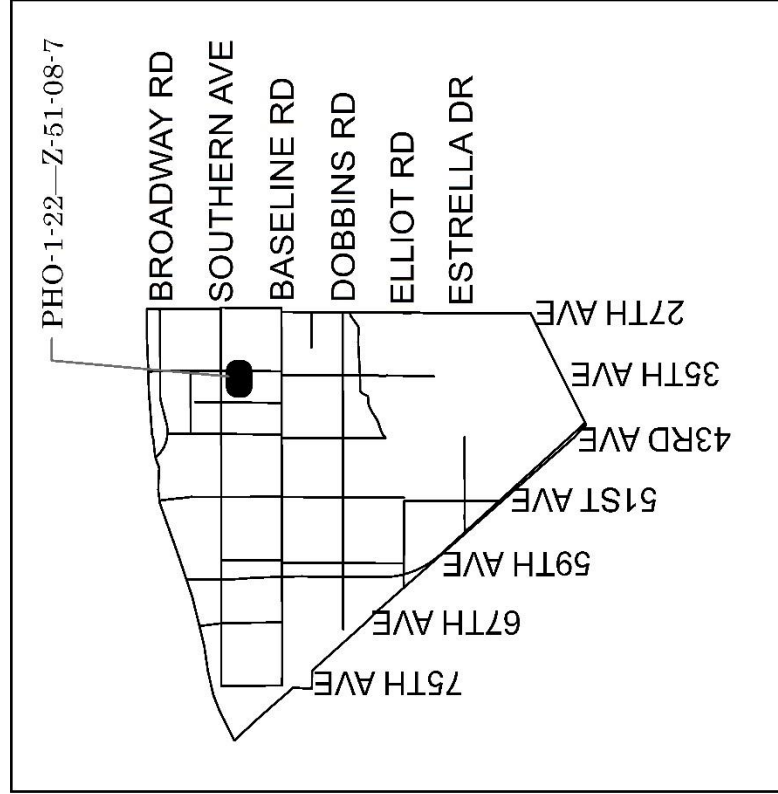 PHO-1-22—Z-51-08-7
BROADWAY RD
SOUTHERN AVE
BASELINE RD
DOBBINS RD
ELLIOT RD
ESTRELLA DR
27TH AVE
35TH AVE
43RD AVE
51ST AVE
59TH AVE
67TH AVE
75TH AVE